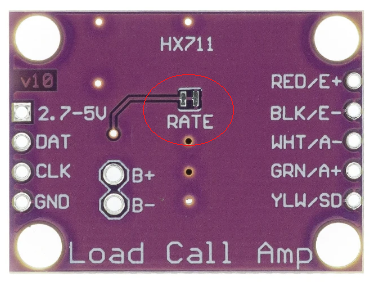 HX711
v10
2.7-5V
DAT
CLK
GND
RATE
B+
B-
RED/E+
BLK/E-
WHT/A-
GRN/A+
YLW/SD
Load Call Amp